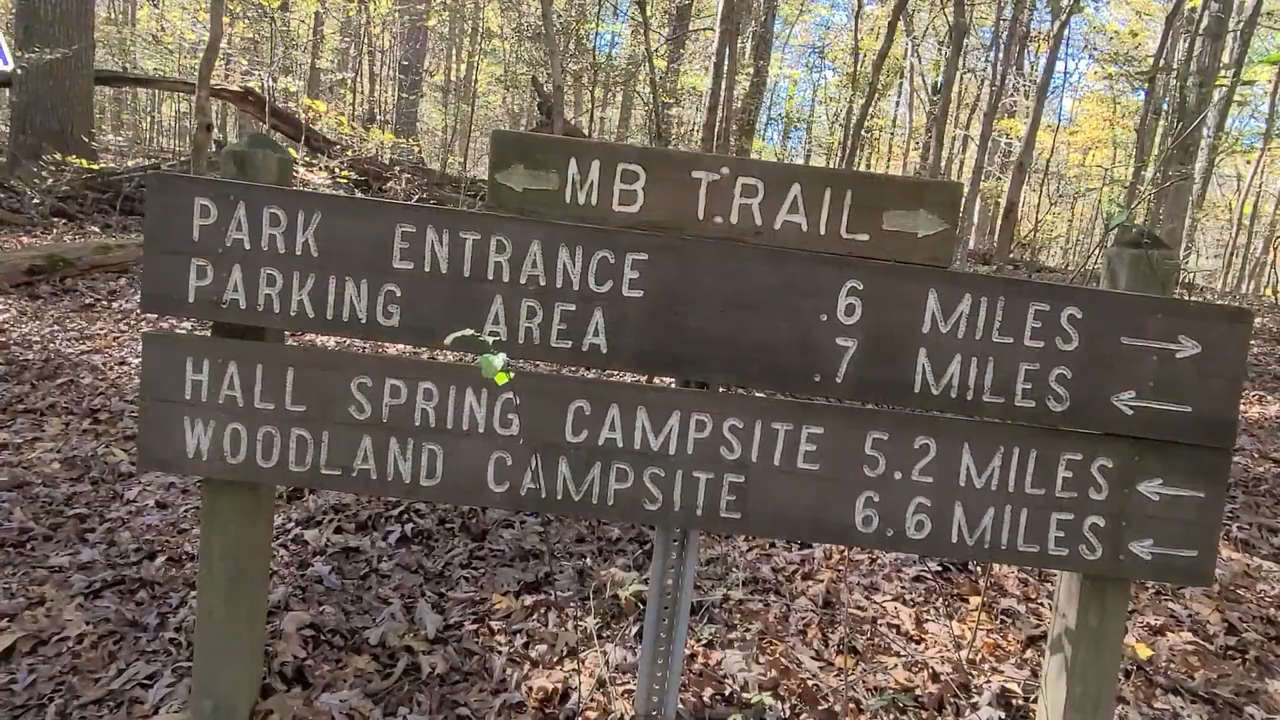 MB TRAIL
PARK ENTRANCE .6 MILES →
PARKING AREA .7 MILES ←
HALL SPRING CAMPSITE 5.2 MILES ←
WOODLAND CAMPSITE 6.6 MILES ←